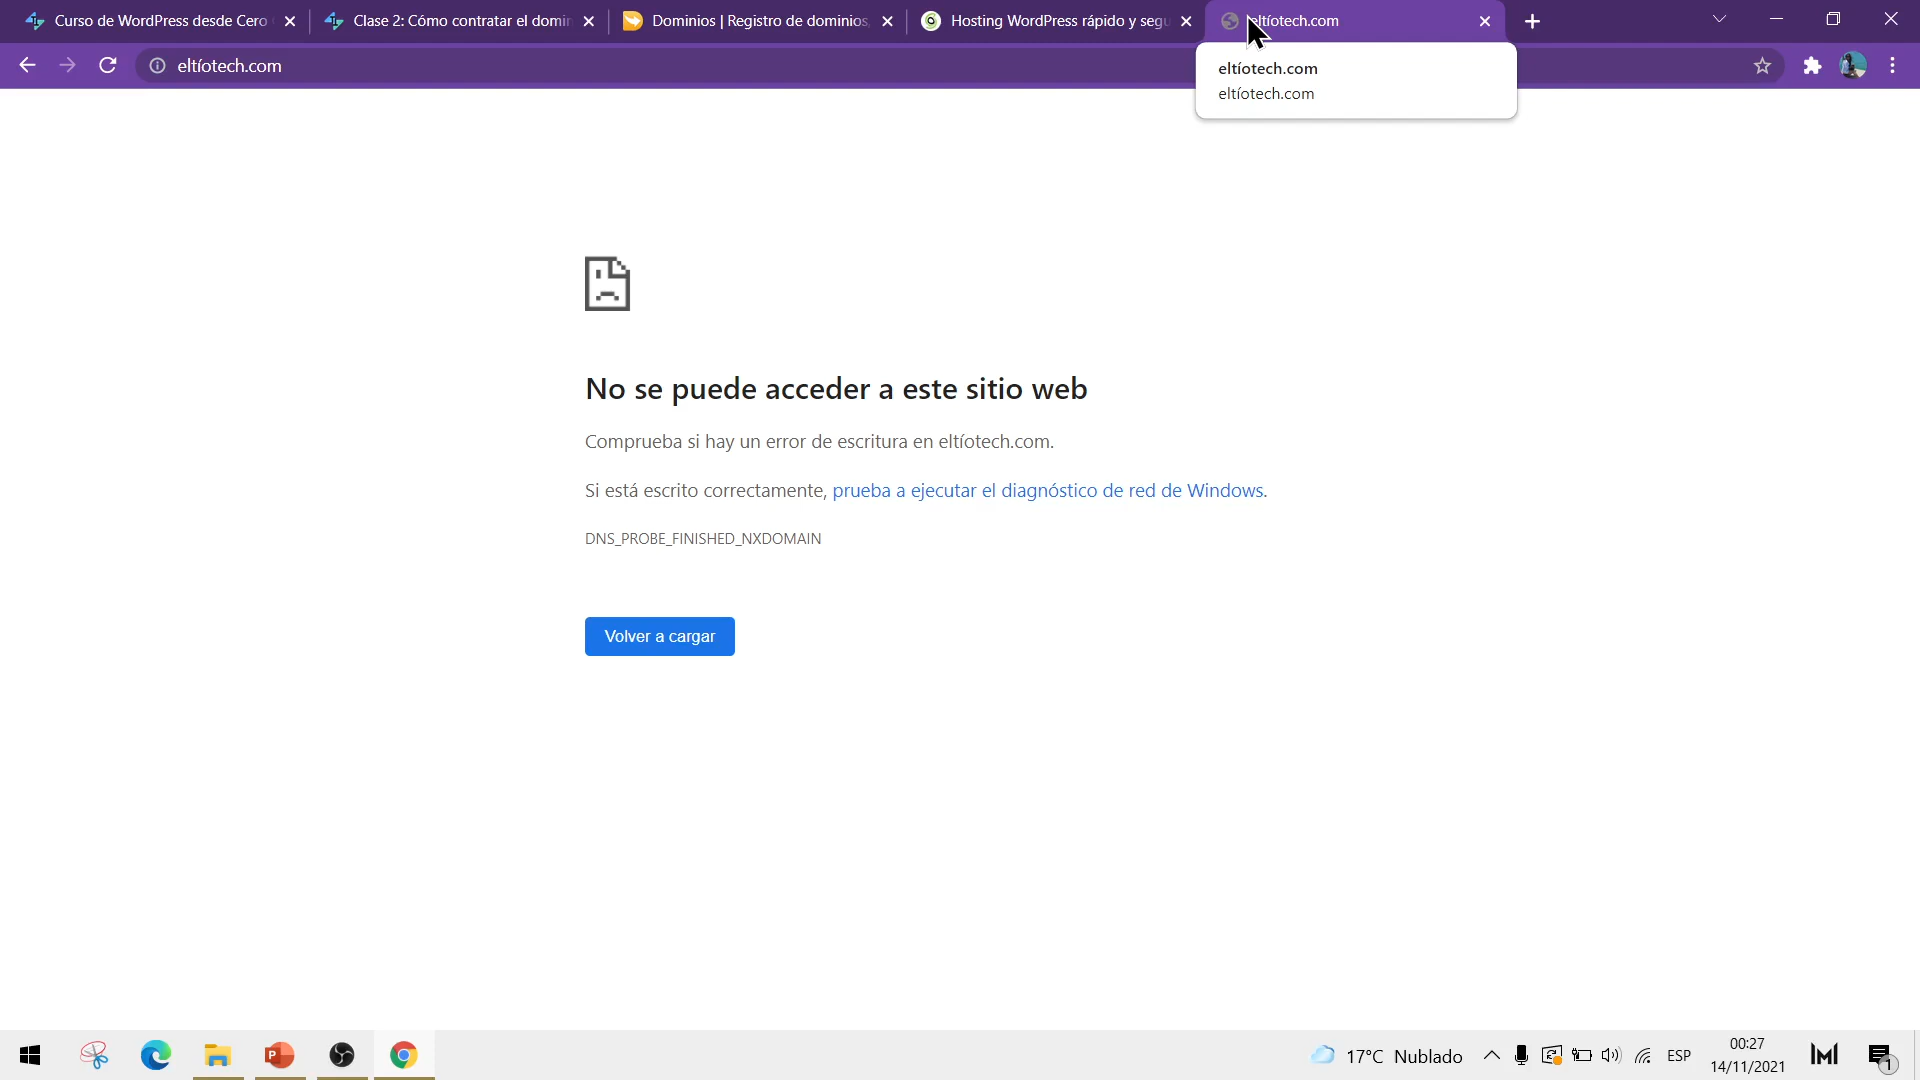 Curso de WordPress desde Cero
Clase 2: Cómo contratar el domin
Dominios | Registro de dominios,
Hosting WordPress rápido y segu
eltíotech.com
eltíotech.com
eltíotech.com
eltíotech.com
No se puede acceder a este sitio web
Comprueba si hay un error de escritura en eltíotech.com.
Si está escrito correctamente, prueba a ejecutar el diagnóstico de red de Windows.
DNS_PROBE_FINISHED_NXDOMAIN
Volver a cargar
17°C Nublado
ESP
00:27
14/11/2021
1